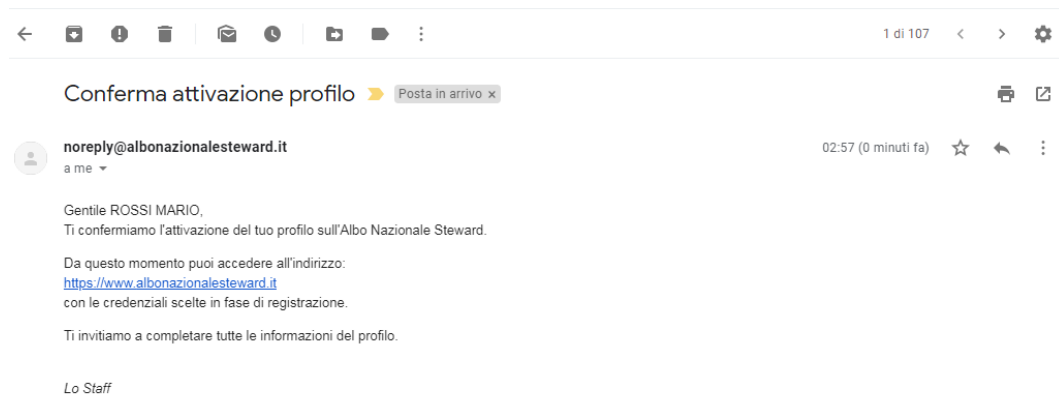 1 di 107
Conferma attivazione profilo Posta in arrivo x
noreply@albonazionalesteward.it 02:57 (0 minuti fa)
a me
Gentile ROSSI MARIO,
Ti confermiamo l'attivazione del tuo profilo sull'Albo Nazionale Steward.
Da questo momento puoi accedere all'indirizzo:
https://www.albonazionalesteward.it
con le credenziali scelte in fase di registrazione.
Ti invitiamo a completare tutte le informazioni del profilo.
Lo Staff